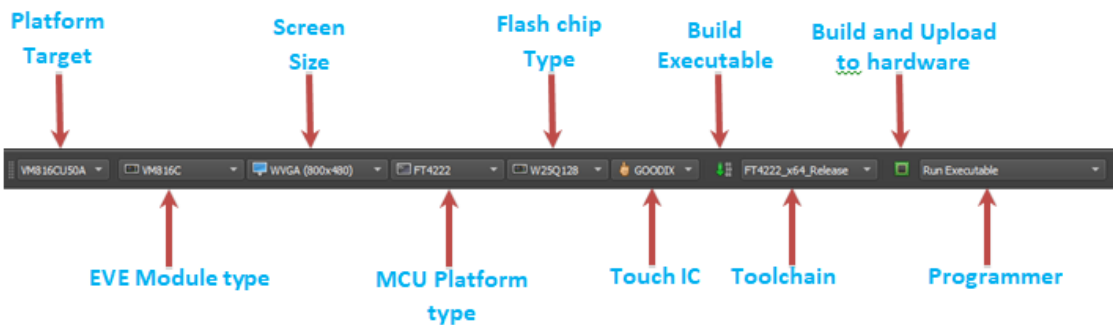 Platform
Target
Screen
Size
Flash chip
Type
Build
Executable
Build and Upload
to hardware
VM816CU50A
VM816C
WVGA (800x480)
FT4222
W25Q128
GOODIX
FT4222_x64_Release
Run Executable
EVE Module type
MCU Platform
type
Touch IC
Toolchain
Programmer